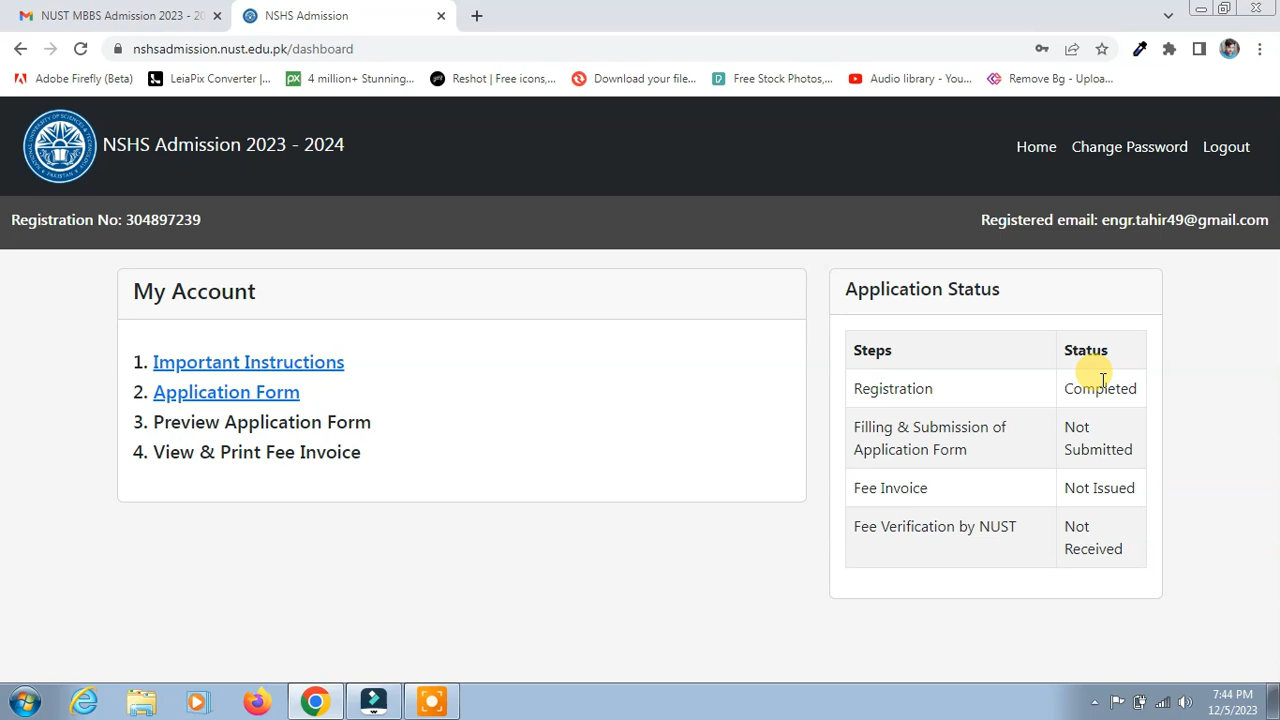 NUST MBBS Admission 2023 - 20
NSHS Admission
nshsadmission.nust.edu.pk/dashboard
Adobe Firefly (Beta)
LeiaPix Converter |...
4 million+ Stunning...
Reshot | Free icons,...
Download your file...
Free Stock Photos,...
Audio library - You...
Remove Bg - Uploa...
NSHS Admission 2023 - 2024
Home
Change Password
Logout
Registration No: 304897239
Registered email: engr.tahir49@gmail.com
My Account
1. Important Instructions
2. Application Form
3. Preview Application Form
4. View & Print Fee Invoice
Application Status
Steps Status
Registration Completed
Filling & Submission of Application Form Not Submitted
Fee Invoice Not Issued
Fee Verification by NUST Not Received
7:44 PM
12/5/2023